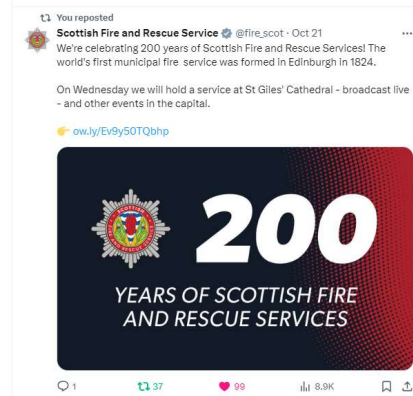 You reposted
Scottish Fire and Rescue Service @fire_scot · Oct 21 ...
We're celebrating 200 years of Scottish Fire and Rescue Services! The
world's first municipal fire service was formed in Edinburgh in 1824.
On Wednesday we will hold a service at St Giles' Cathedral - broadcast live
- and other events in the capital.
👉 ow.ly/Ev9y50TQbhp
200
YEARS OF SCOTTISH FIRE
AND RESCUE SERVICES
1 37 99 8.9K